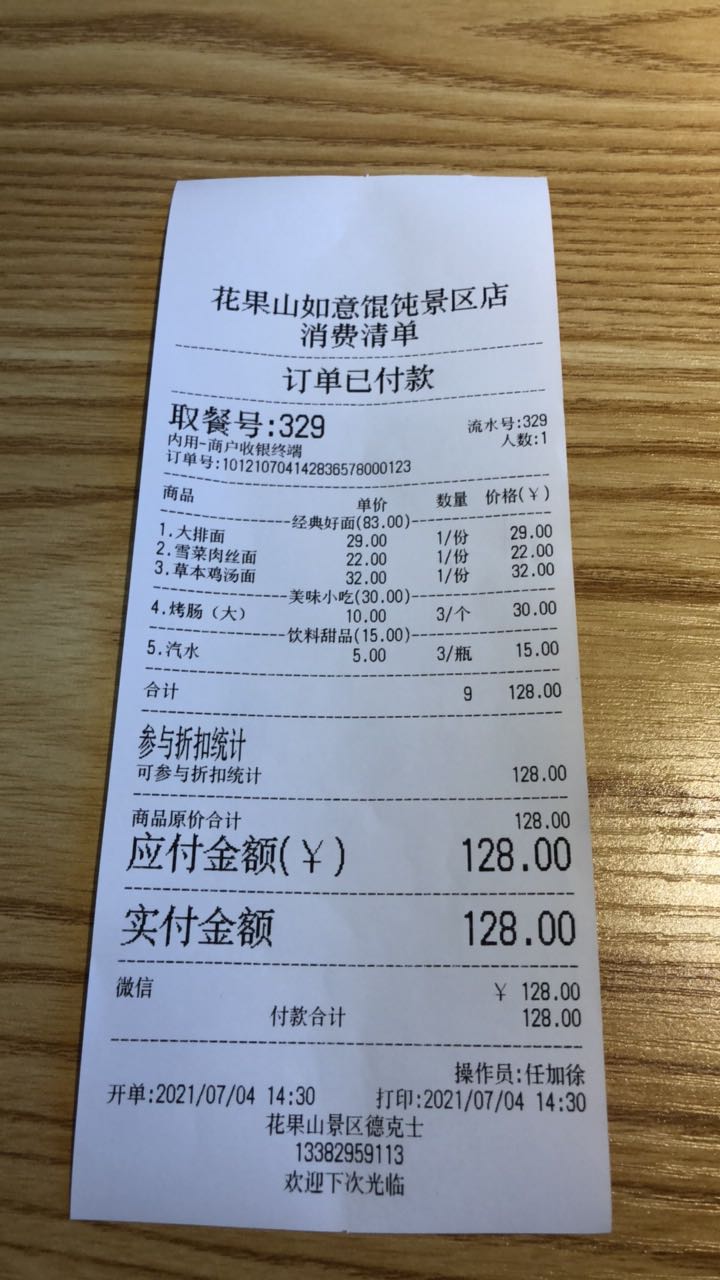 花果山如意馄饨景区店
消费清单
订单已付款
取餐号:329 流水号:329
内用-商户收银终端 人数:1
订单号:101210704142836578000123
商品 单价 数量 价格(￥)
经典好面(83.00)
1.大排面 29.00 1/份 29.00
2.雪菜肉丝面 22.00 1/份 22.00
3.草本鸡汤面 32.00 1/份 32.00
美味小吃(30.00)
4.烤肠（大） 10.00 3/个 30.00
饮料甜品(15.00)
5.汽水 5.00 3/瓶 15.00
合计 9 128.00
参与折扣统计
可参与折扣统计 128.00
商品原价合计 128.00
应付金额(￥) 128.00
实付金额 128.00
微信 ￥ 128.00
付款合计 128.00
操作员:任加徐
开单:2021/07/04 14:30 打印:2021/07/04 14:30
花果山景区德克士
13382959113
欢迎下次光临